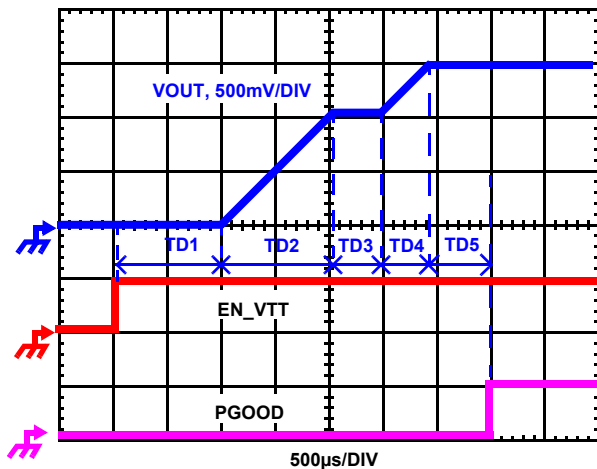 VOUT, 500mV/DIV
TD1 TD2 TD3 TD4 TD5
EN_VTT
PGOOD
500µs/DIV